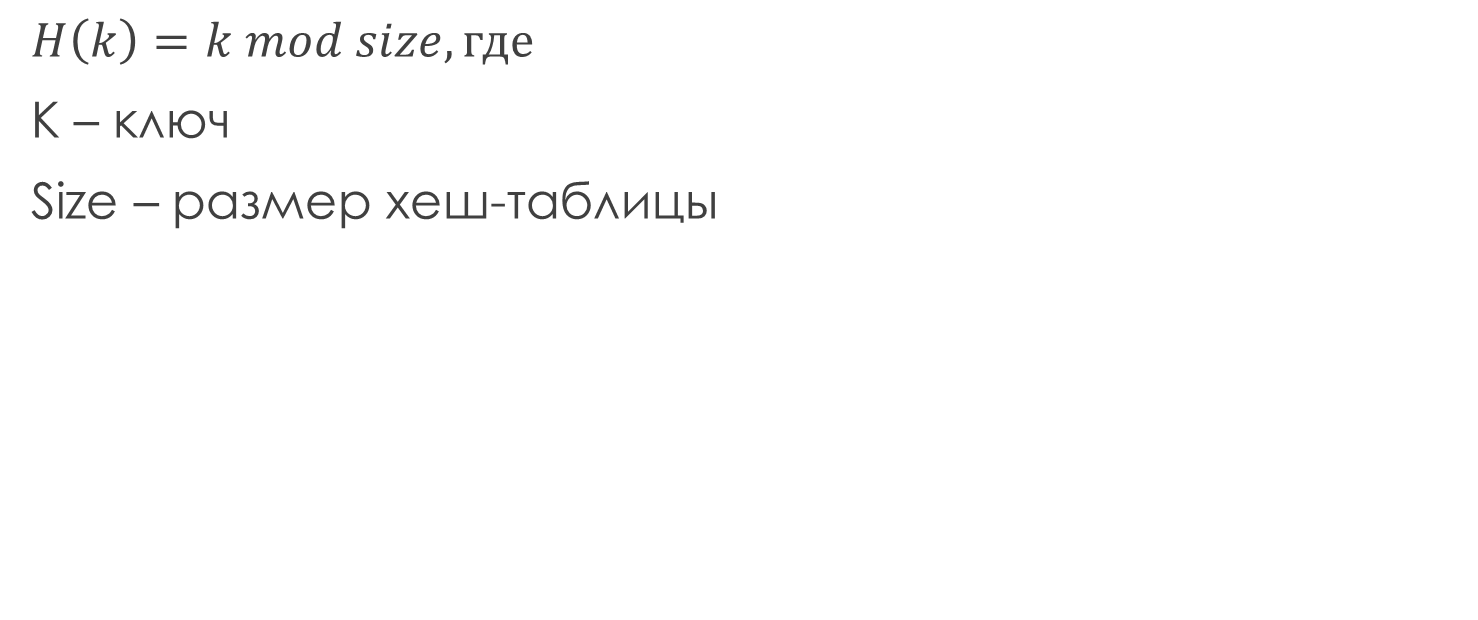 H(k) = k mod size, где
К – ключ
Size – размер хеш-таблицы